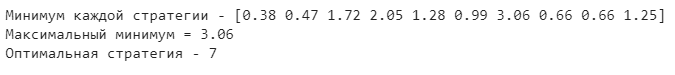 Минимум каждой стратегии - [0.38 0.47 1.72 2.05 1.28 0.99 3.06 0.66 0.66 1.25]
Максимальный минимум = 3.06
Оптимальная стратегия - 7